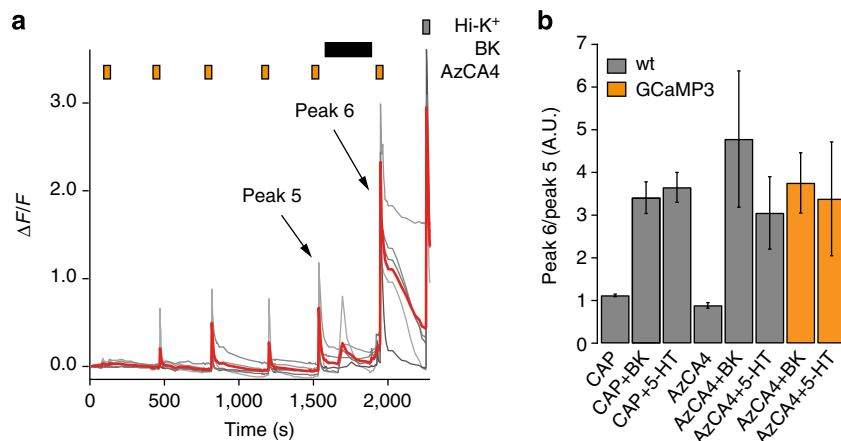 a
Hi-K+
BK
AzCA4
3.0
2.0
1.0
0.0
ΔF/F
Peak 5
Peak 6
0 500 1,000 1,500 2,000
Time (s)
b
7
6
5
4
3
2
1
0
Peak 6/peak 5 (A.U.)
wt
GCaMP3
CAP
CAP+BK
CAP+5-HT
AzCA4
AzCA4+BK
AzCA4+5-HT
AzCA4+BK
AzCA4+5-HT